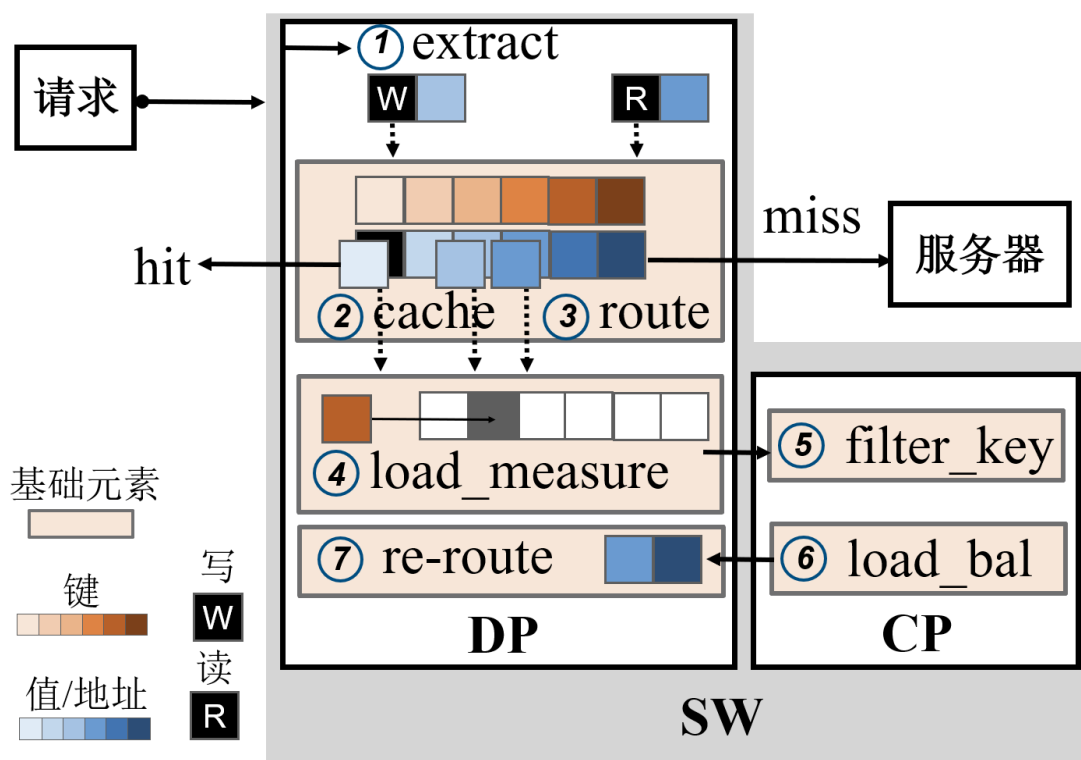 请求
① extract
W
R
hit
miss
服务器
② cache
③ route
④ load_measure
⑤ filter_key
⑥ load_bal
⑦ re-route
DP
CP
SW
基础元素
键
值/地址
写
W
读
R